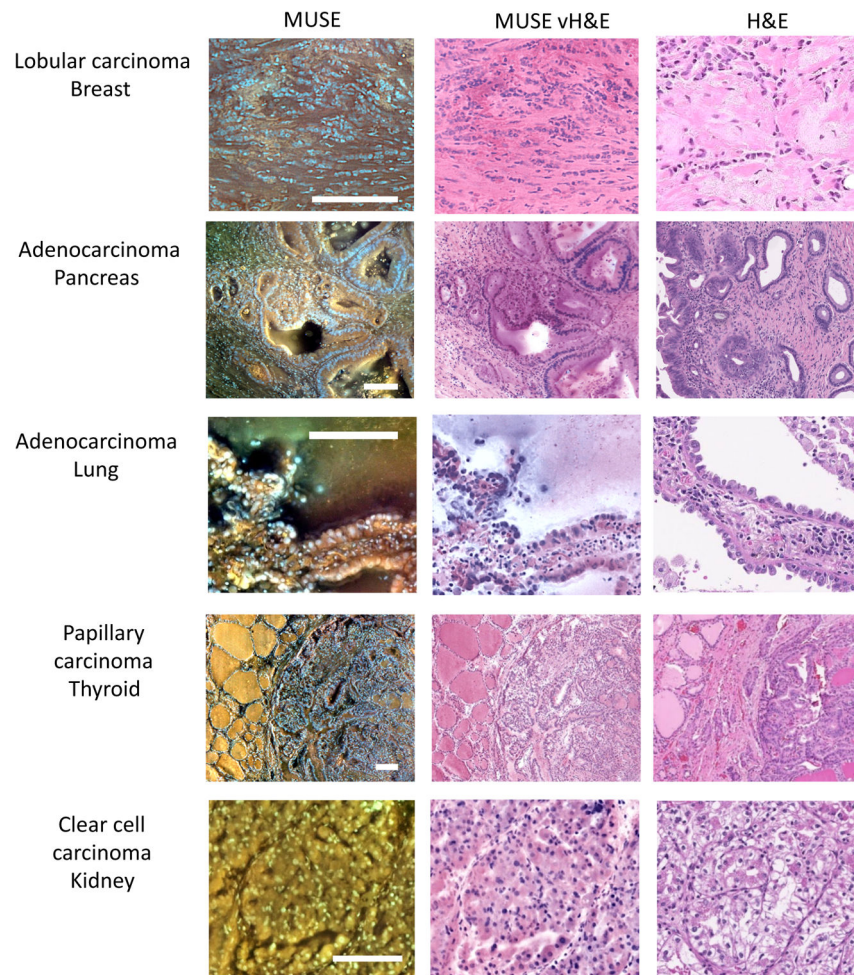 MUSE MUSE vH&E H&E
Lobular carcinoma
Breast
Adenocarcinoma
Pancreas
Adenocarcinoma
Lung
Papillary
carcinoma
Thyroid
Clear cell
carcinoma
Kidney